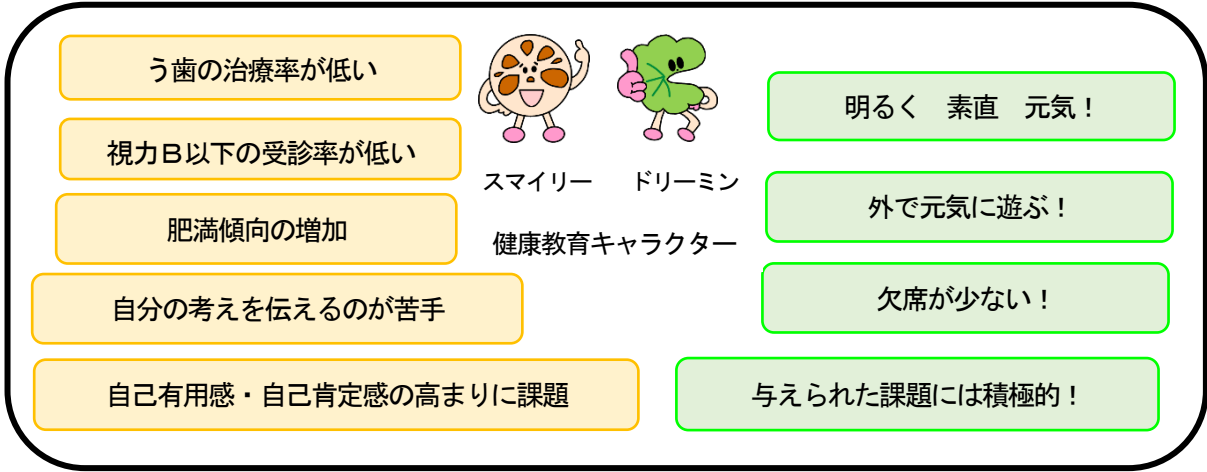 う歯の治療率が低い
視力Ｂ以下の受診率が低い
肥満傾向の増加
自分の考えを伝えるのが苦手
自己有用感・自己肯定感の高まりに課題
スマイリー　ドリーミン
健康教育キャラクター
明るく　素直　元気！
外で元気に遊ぶ！
欠席が少ない！
与えられた課題には積極的！